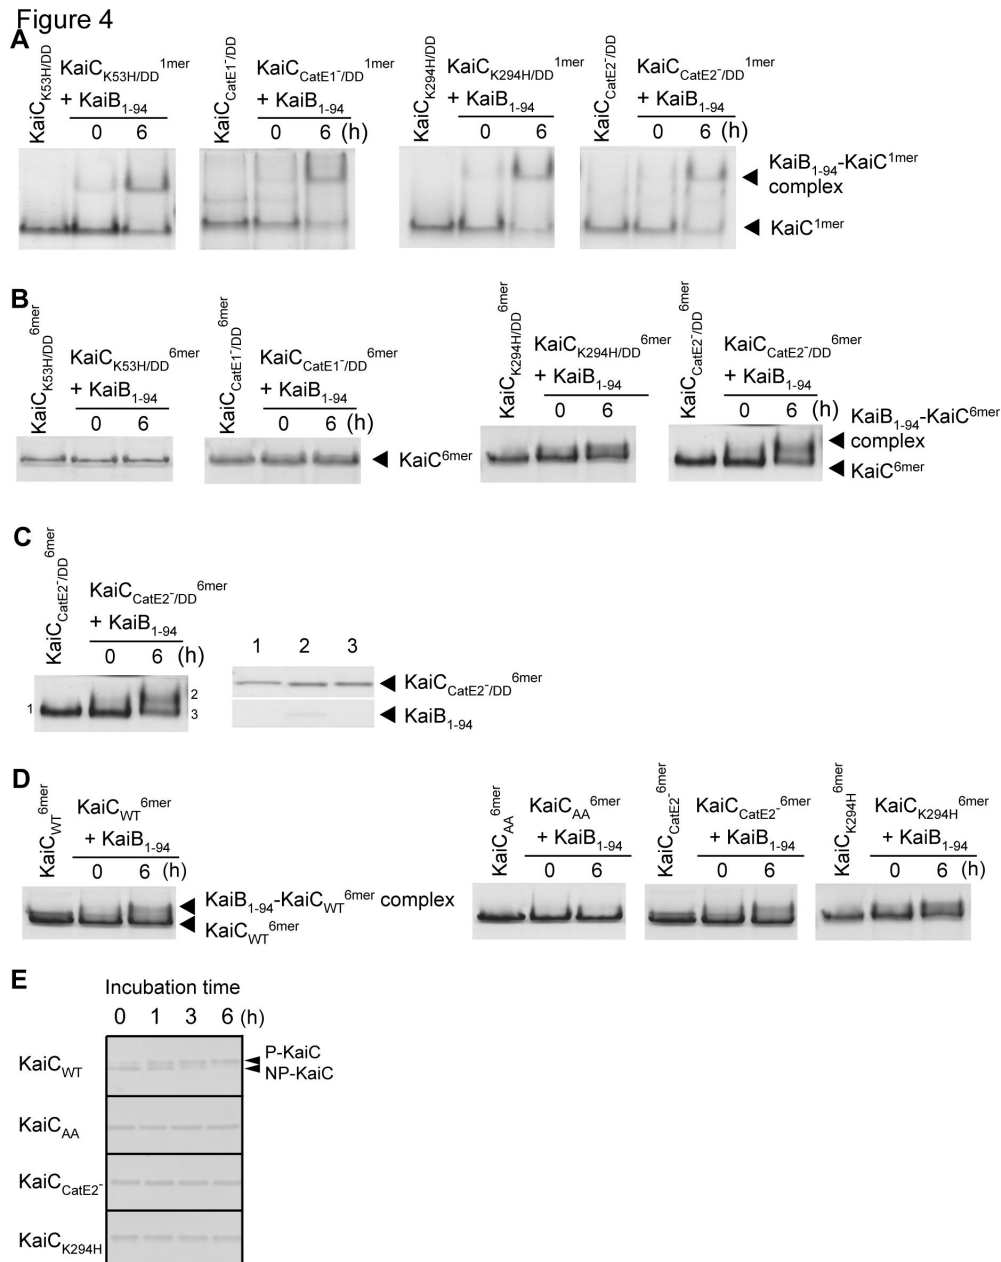 Figure 4
A
KaiC K53H/DD
KaiC K53H/DD 1mer
+ KaiB 1-94
0 6
KaiC CatE1-/DD
KaiC CatE1-/DD 1mer
+ KaiB 1-94
0 6 (h)
KaiC K294H/DD
KaiC K294H/DD 1mer
+ KaiB 1-94
0 6
KaiC CatE2-/DD
KaiC CatE2-/DD 1mer
+ KaiB 1-94
0 6 (h)
KaiB 1-94-KaiC 1mer
complex
KaiC 1mer
B
KaiC K53H/DD 6mer
KaiC K53H/DD 6mer
+ KaiB 1-94
0 6
KaiC CatE1-/DD 6mer
KaiC CatE1-/DD 6mer
+ KaiB 1-94
0 6 (h)
KaiC 6mer
KaiC K294H/DD 6mer
KaiC K294H/DD 6mer
+ KaiB 1-94
0 6
KaiC CatE2-/DD 6mer
KaiC CatE2-/DD 6mer
+ KaiB 1-94
0 6 (h)
KaiB 1-94-KaiC 6mer
complex
KaiC 6mer
C
KaiC CatE2-/DD 6mer
KaiC CatE2-/DD 6mer
+ KaiB 1-94
0 6 (h)
1
2
3
1 2 3
KaiC CatE2-/DD 6mer
KaiB 1-94
D
KaiC WT 6mer
KaiC WT 6mer
+ KaiB 1-94
0 6 (h)
KaiB 1-94-KaiC WT 6mer complex
KaiC WT 6mer
KaiC AA 6mer
KaiC AA 6mer
+ KaiB 1-94
0 6
KaiC CatE2- 6mer
KaiC CatE2- 6mer
+ KaiB 1-94
0 6
KaiC K294H 6mer
KaiC K294H 6mer
+ KaiB 1-94
0 6 (h)
E
Incubation time
0 1 3 6 (h)
KaiC WT
P-KaiC
NP-KaiC
KaiC AA
KaiC CatE2-
KaiC K294H